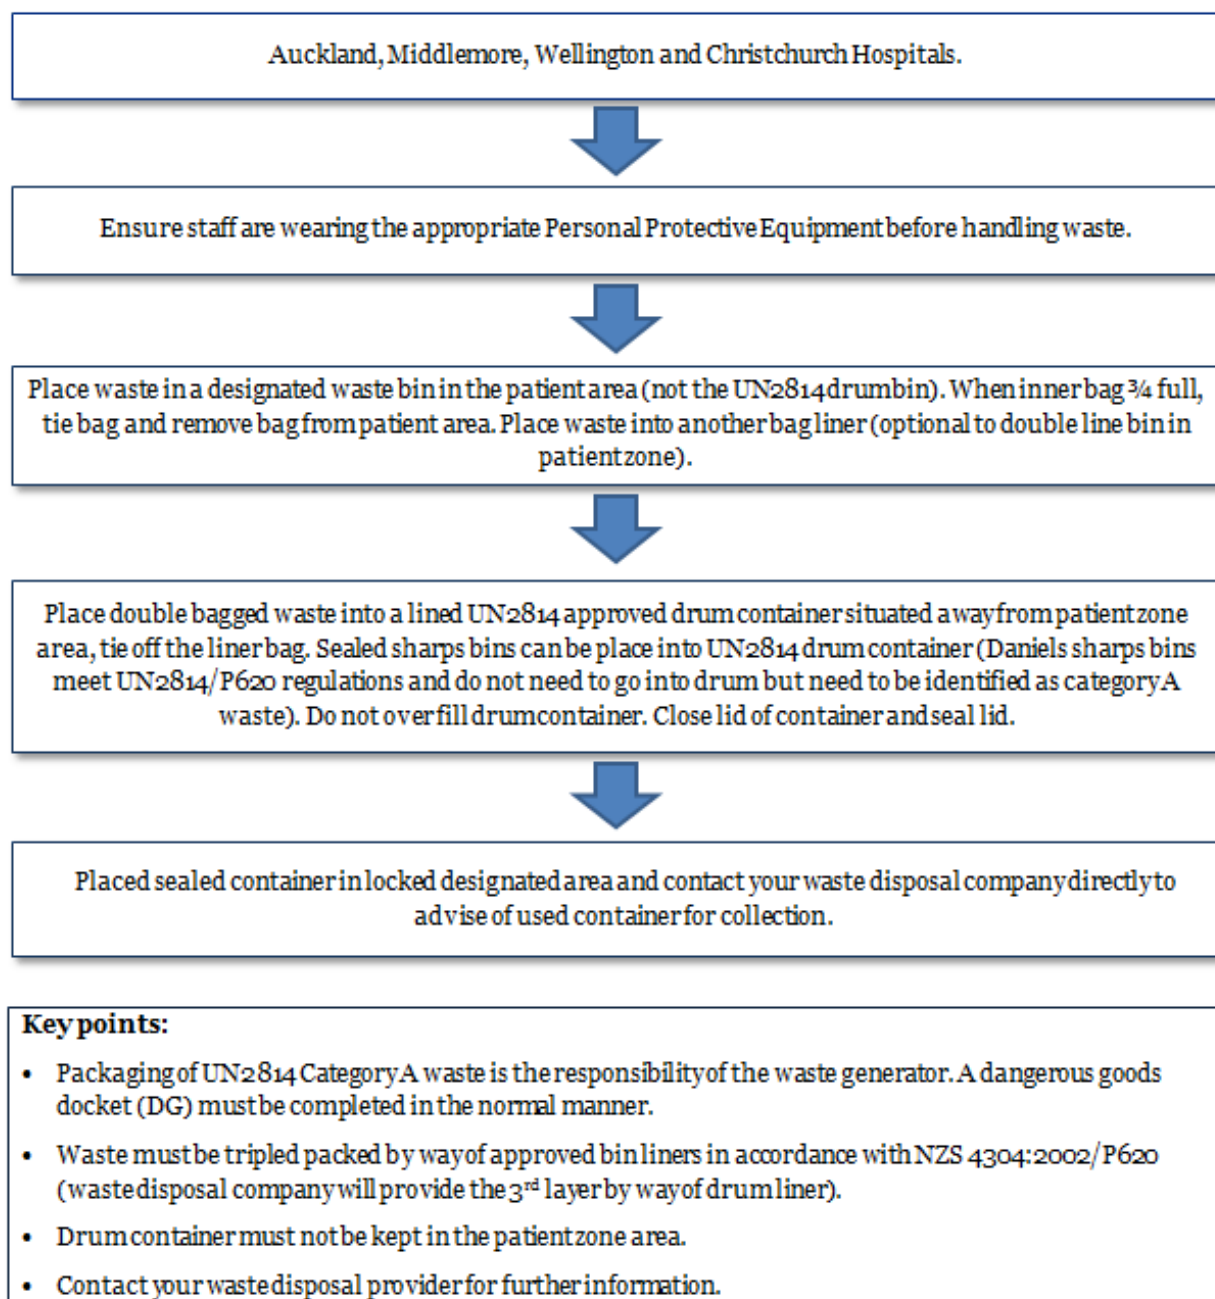 Auckland, Middlemore, Wellington and Christchurch Hospitals.
Ensure staff are wearing the appropriate Personal Protective Equipment before handling waste.
Place waste in a designated waste bin in the patient area (not the UN2814 drum bin). When inner bag ¾ full,
tie bag and remove bag from patient area. Place waste into another bag liner (optional to double line bin in
patient zone).
Place double bagged waste into a lined UN2814 approved drum container situated away from patient zone
area, tie off the liner bag. Sealed sharps bins can be place into UN2814 drum container (Daniels sharps bins
meet UN2814/P620 regulations and do not need to go into drum but need to be identified as category A
waste). Do not over fill drum container. Close lid of container and seal lid.
Placed sealed container in locked designated area and contact your waste disposal company directly to
advise of used container for collection.
Key points:
• Packaging of UN2814 Category A waste is the responsibility of the waste generator. A dangerous goods
docket (DG) must be completed in the normal manner.
• Waste must be tripled packed by way of approved bin liners in accordance with NZS 4304:2002/P620
(waste disposal company will provide the 3rd layer by way of drum liner).
• Drum container must not be kept in the patient zone area.
• Contact your waste disposal provider for further information.